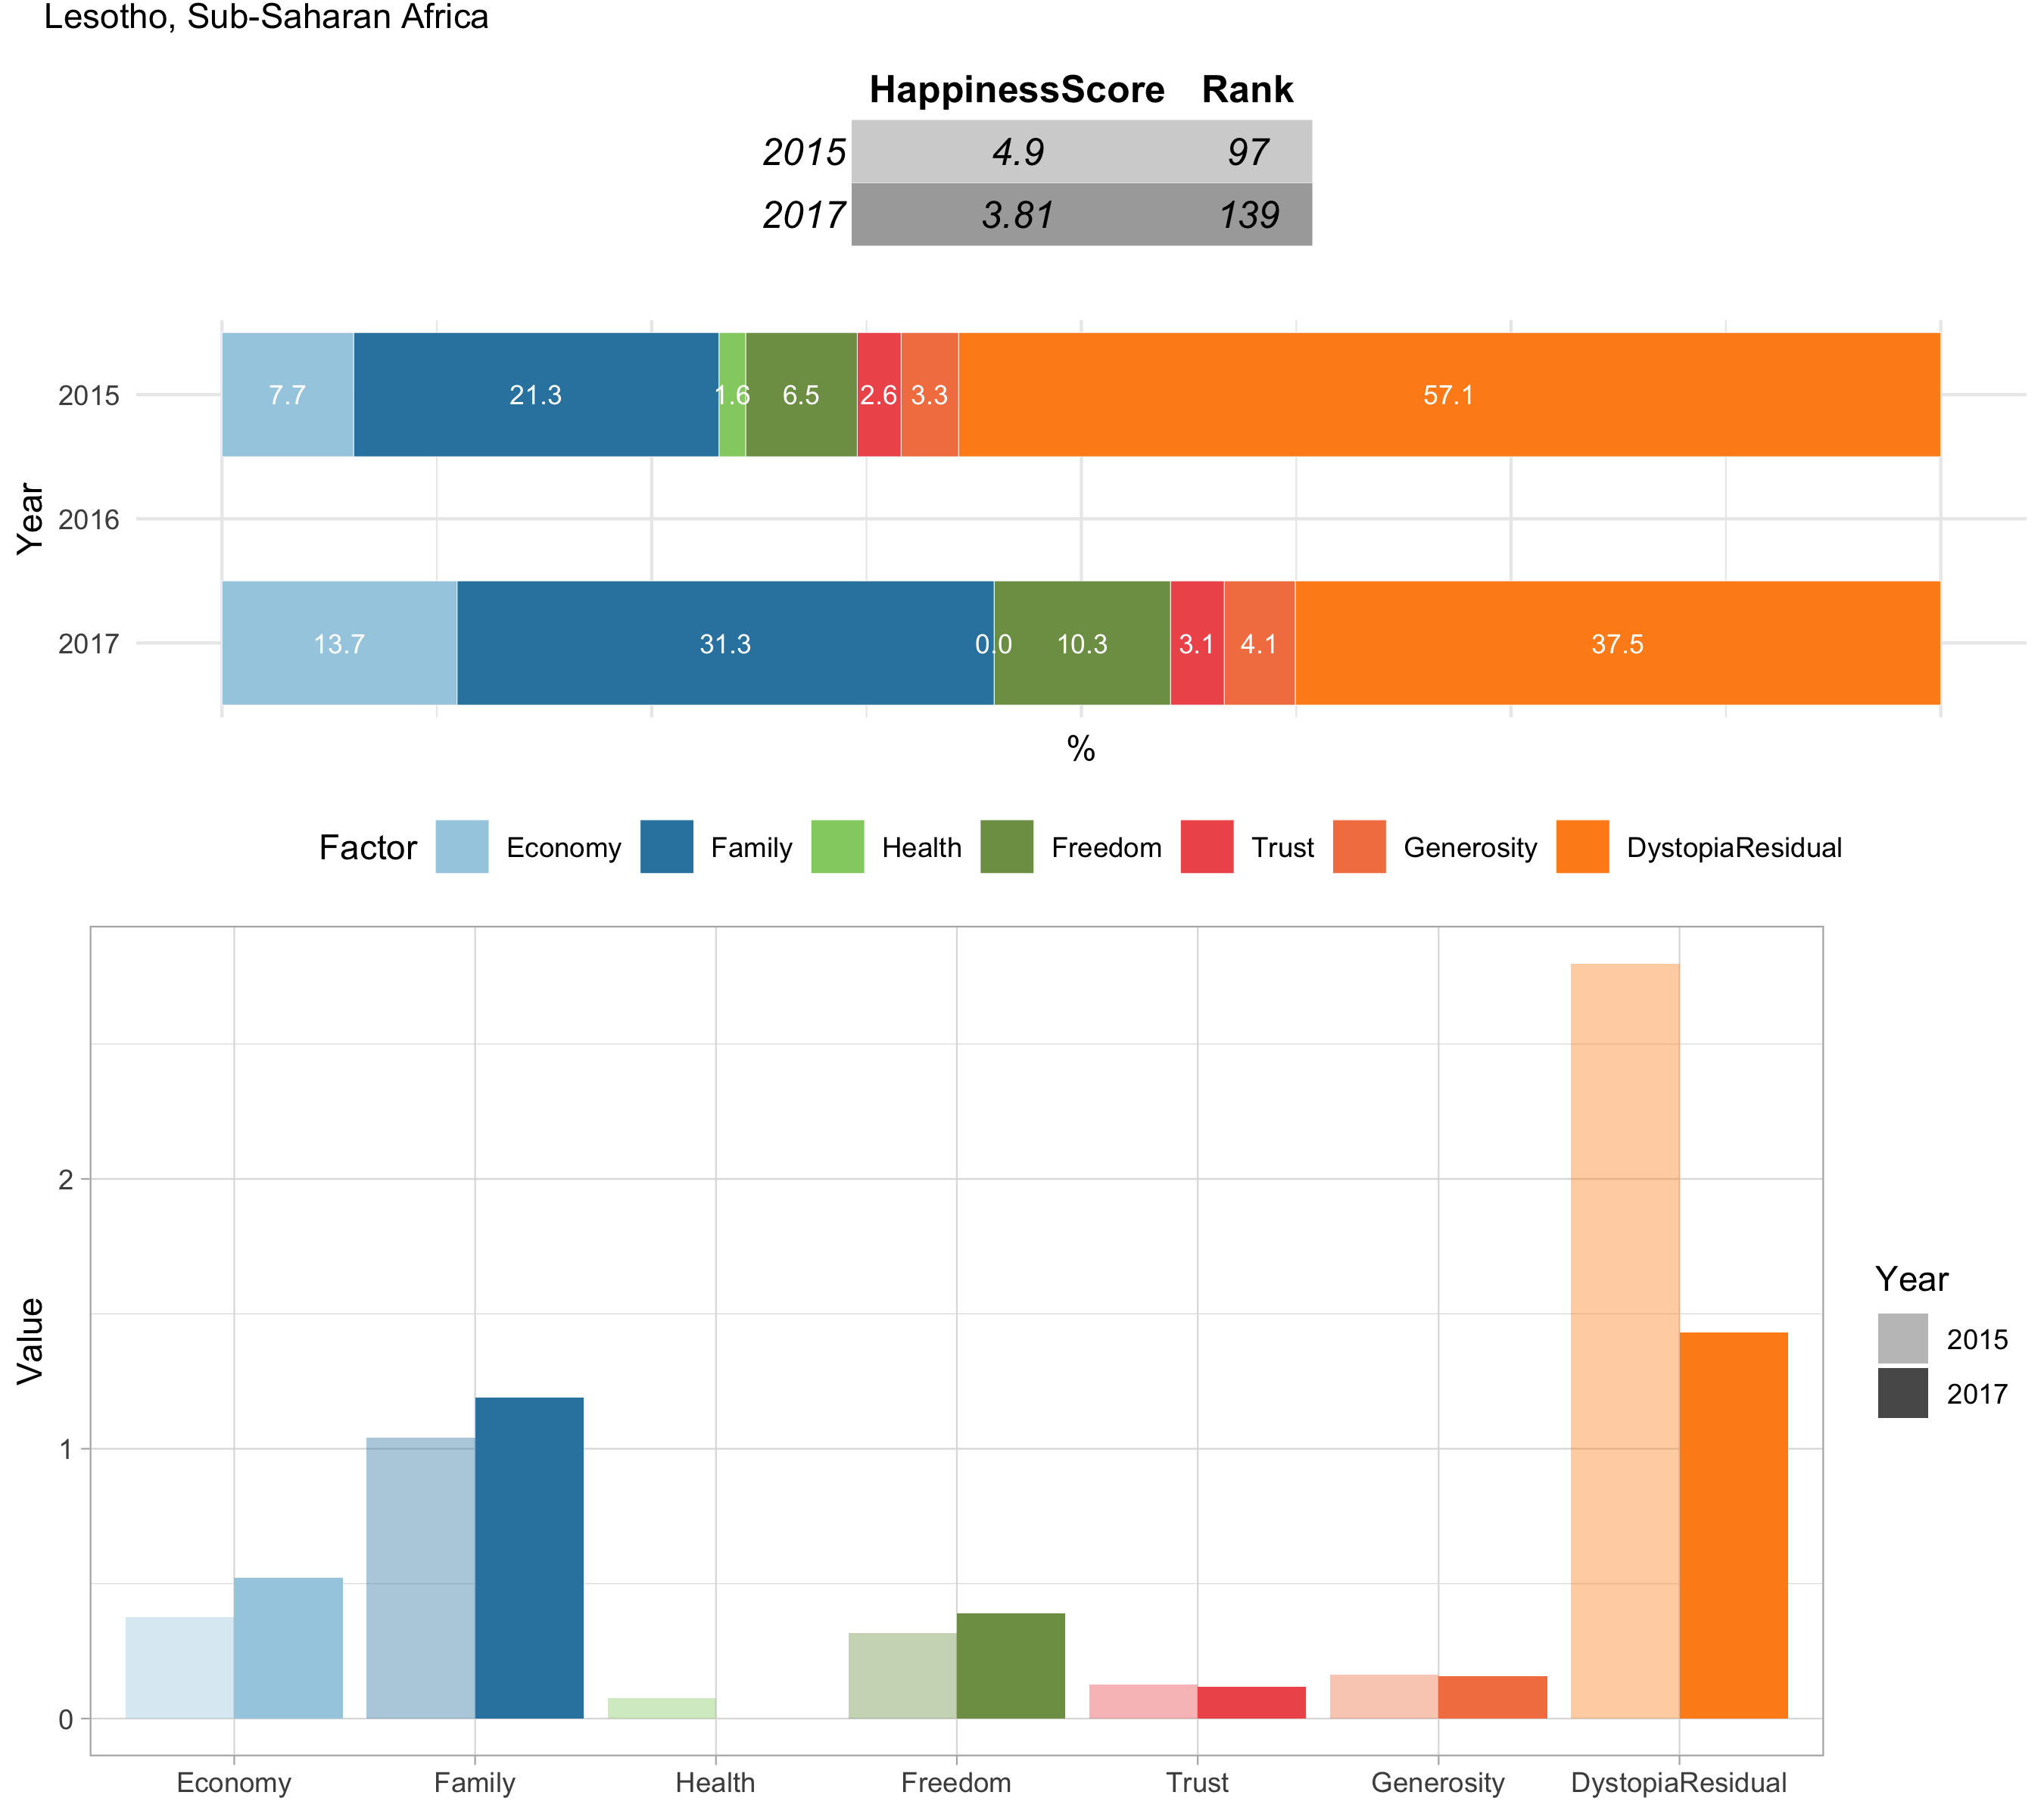 Lesotho, Sub-Saharan Africa
HappinessScore Rank
2015 4.9 97
2017 3.81 139
2015 7.7 21.3 1.6 6.5 2.6 3.3 57.1
Year
2016
2017 13.7 31.3 0.0 10.3 3.1 4.1 37.5
%
Factor Economy Family Health Freedom Trust Generosity DystopiaResidual
2
1
0
Value
Year
2015
2017
Economy Family Health Freedom Trust Generosity DystopiaResidual